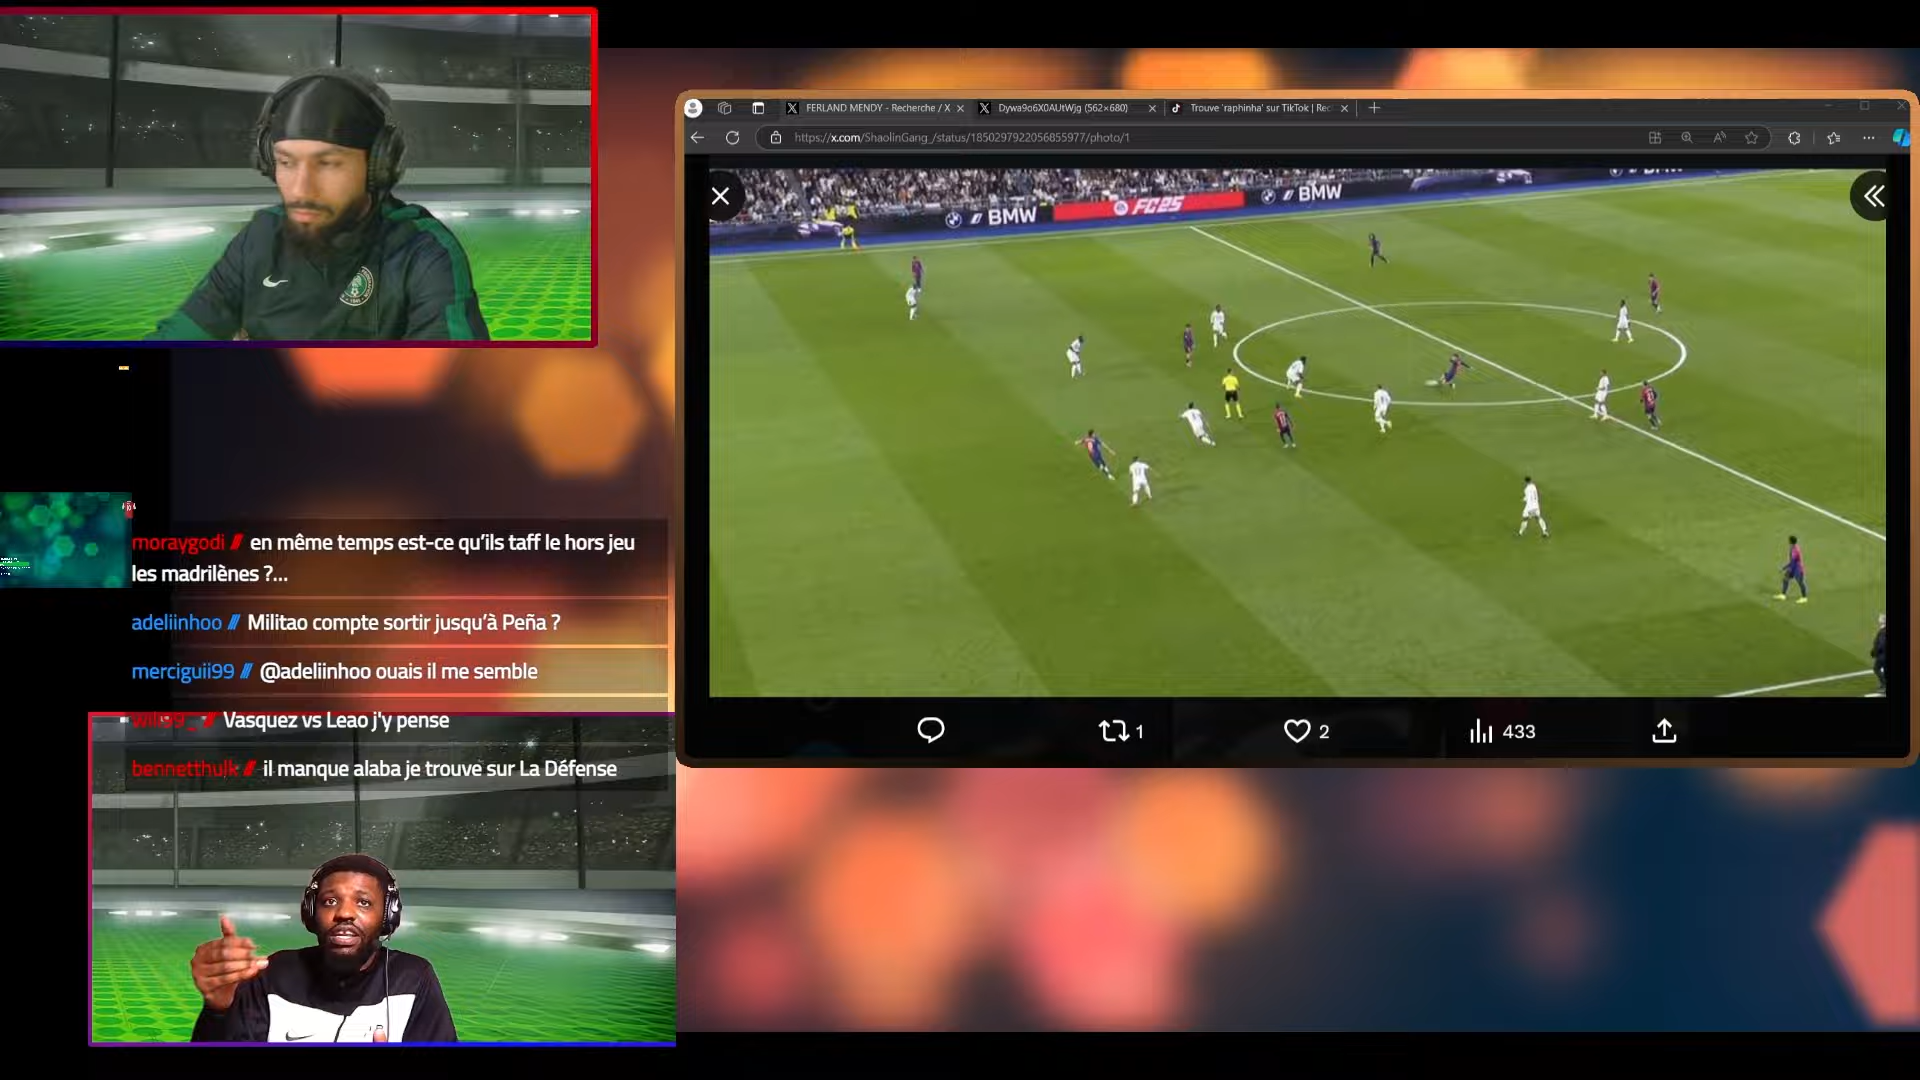 FERLAND MENDY - Recherche / X
Dywa9o6X0AUtWjg (562×680)
Trouve 'raphinha' sur TikTok | Rec
https://x.com/ShaolinGang_/status/1850297922056855977/photo/1
BMW
FC25
BMW
1
2
433
moraygodi // en même temps est-ce qu'ils taff le hors jeu
les madrilènes ?...
adeliinhoo // Militao compte sortir jusqu'à Peña ?
merciguii99 // @adeliinhoo ouais il me semble
will99_ // Vasquez vs Leao j'y pense
bennetthulk // il manque alaba je trouve sur La Défense